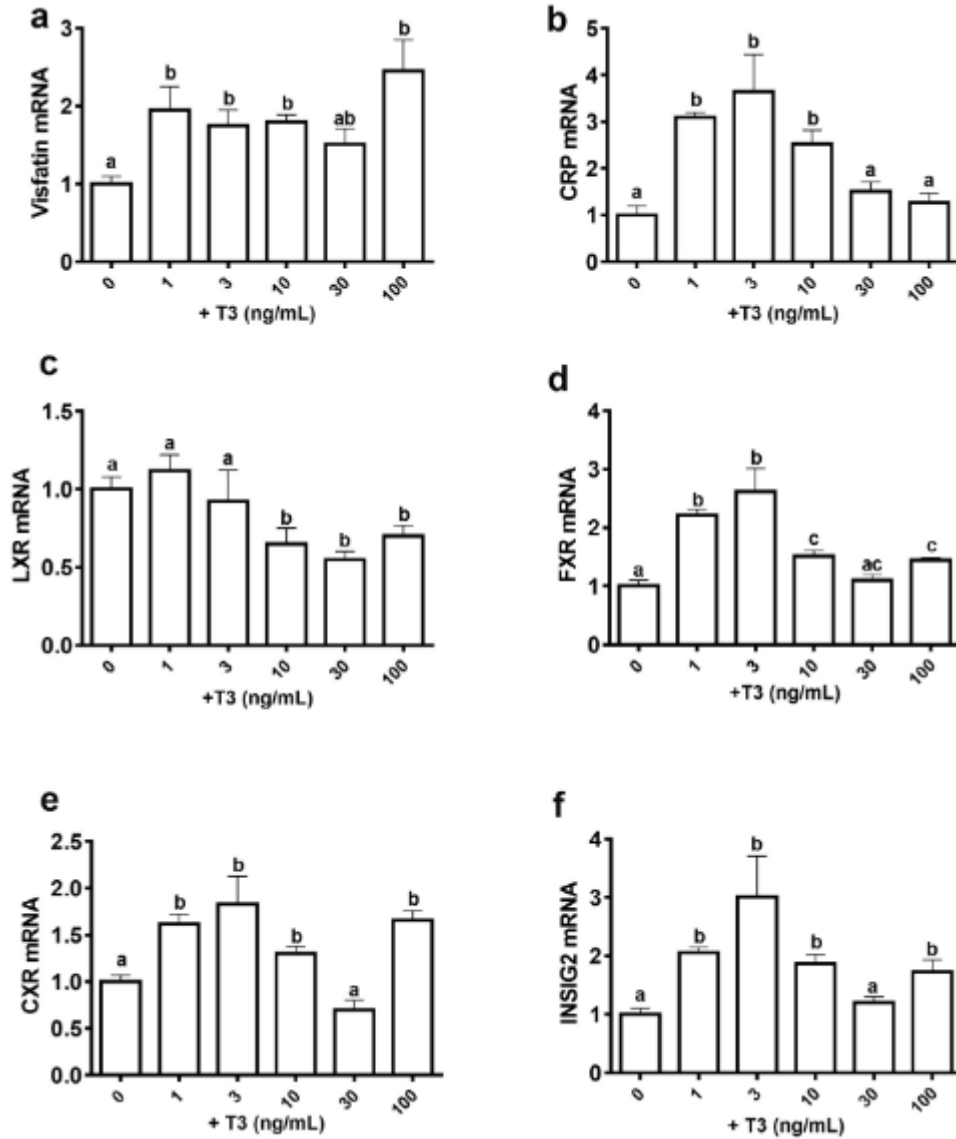 a
Visfatin mRNA
3
2
1
0
a
b
b
b
ab
b
0
1
3
10
30
100
+ T3 (ng/mL)
b
CRP mRNA
5
4
3
2
1
0
a
b
b
b
a
a
0
1
3
10
30
100
+T3 (ng/mL)
c
LXR mRNA
1.5
1.0
0.5
0.0
a
a
a
b
b
b
0
1
3
10
30
100
+T3 (ng/mL)
d
FXR mRNA
4
3
2
1
0
a
b
b
c
ac
c
0
1
3
10
30
100
+T3 (ng/mL)
e
CXR mRNA
2.5
2.0
1.5
1.0
0.5
0.0
a
b
b
b
a
b
0
1
3
10
30
100
+ T3 (ng/mL)
f
INSIG2 mRNA
4
3
2
1
0
a
b
b
b
a
b
0
1
3
10
30
100
+ T3 (ng/mL)